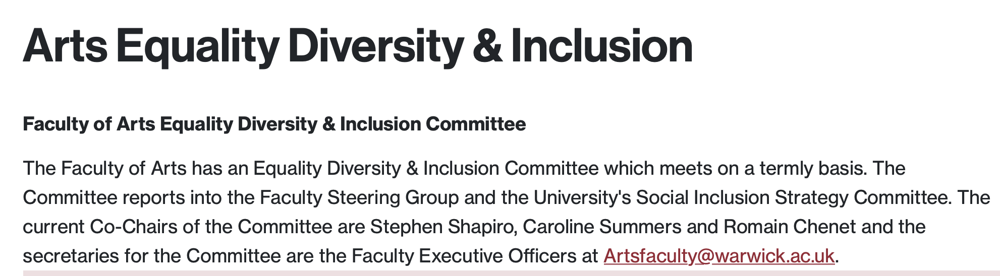 Arts Equality Diversity & Inclusion
Faculty of Arts Equality Diversity & Inclusion Committee
The Faculty of Arts has an Equality Diversity & Inclusion Committee which meets on a termly basis. The
Committee reports into the Faculty Steering Group and the University's Social Inclusion Strategy Committee. The
current Co-Chairs of the Committee are Stephen Shapiro, Caroline Summers and Romain Chenet and the
secretaries for the Committee are the Faculty Executive Officers at Artsfaculty@warwick.ac.uk.